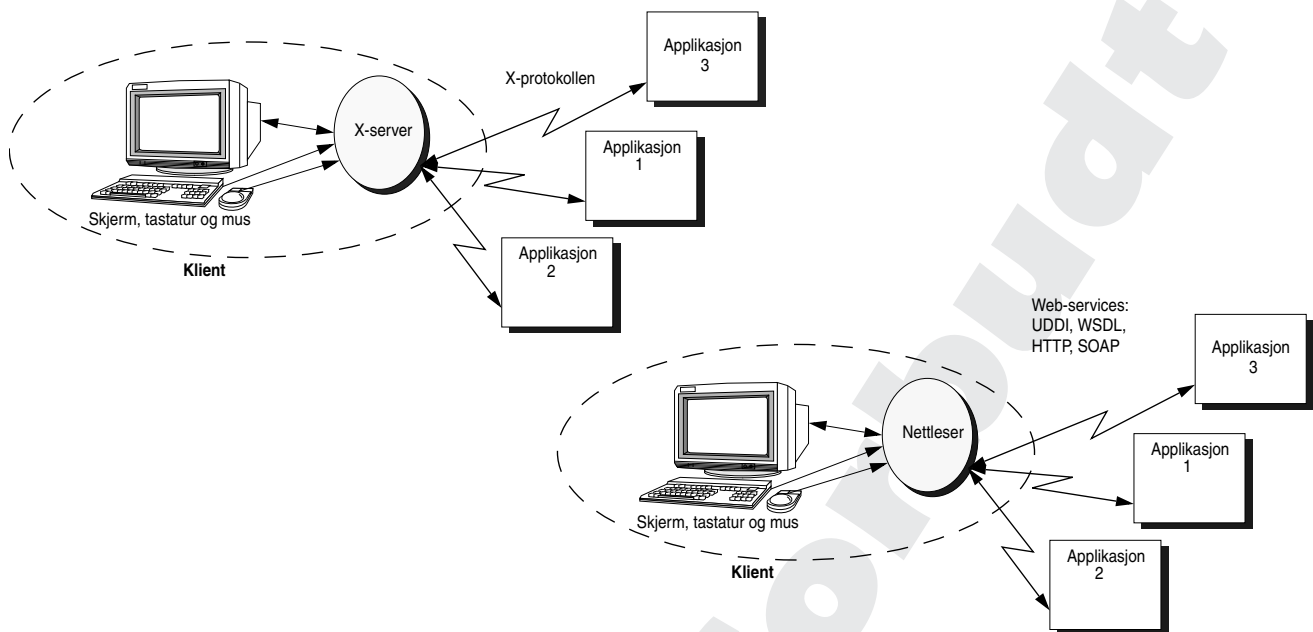 Applikasjon
3
X-protokollen
X-server
Applikasjon
1
Skjerm, tastatur og mus
Applikasjon
2
Klient
Web-services:
UDDI, WSDL,
HTTP, SOAP
Applikasjon
3
Nettleser
Applikasjon
1
Skjerm, tastatur og mus
Applikasjon
2
Klient